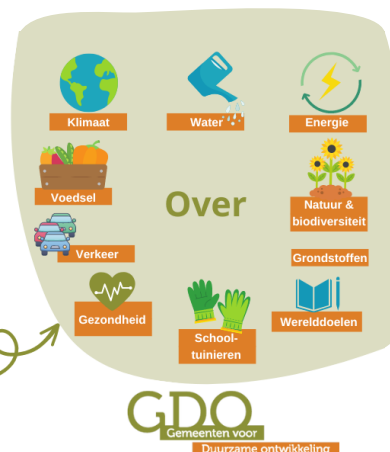 Klimaat
Water
Energie
Voedsel
Over
Natuur &
biodiversiteit
Verkeer
Grondstoffen
Gezondheid
School-
tuinieren
Werelddoelen
GDO
Gemeenten voor
Duurzame ontwikkeling